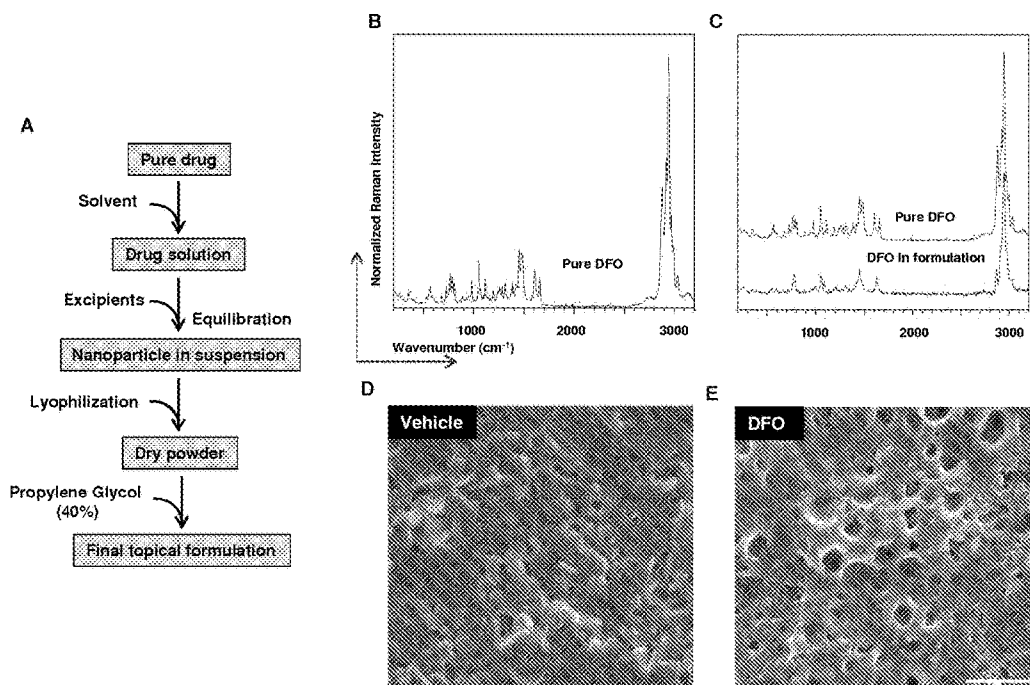 A
Pure drug
Solvent
Drug solution
Excipients
Equilibration
Nanoparticle in suspension
Lyophilization
Dry powder
Propylene Glycol
(40%)
Final topical formulation
B
Normalized Raman intensity
Pure DFO
1000 2000 3000
Wavenumber (cm⁻¹)
C
Pure DFO
DFO in formulation
1000 2000 3000
D
Vehicle
E
DFO